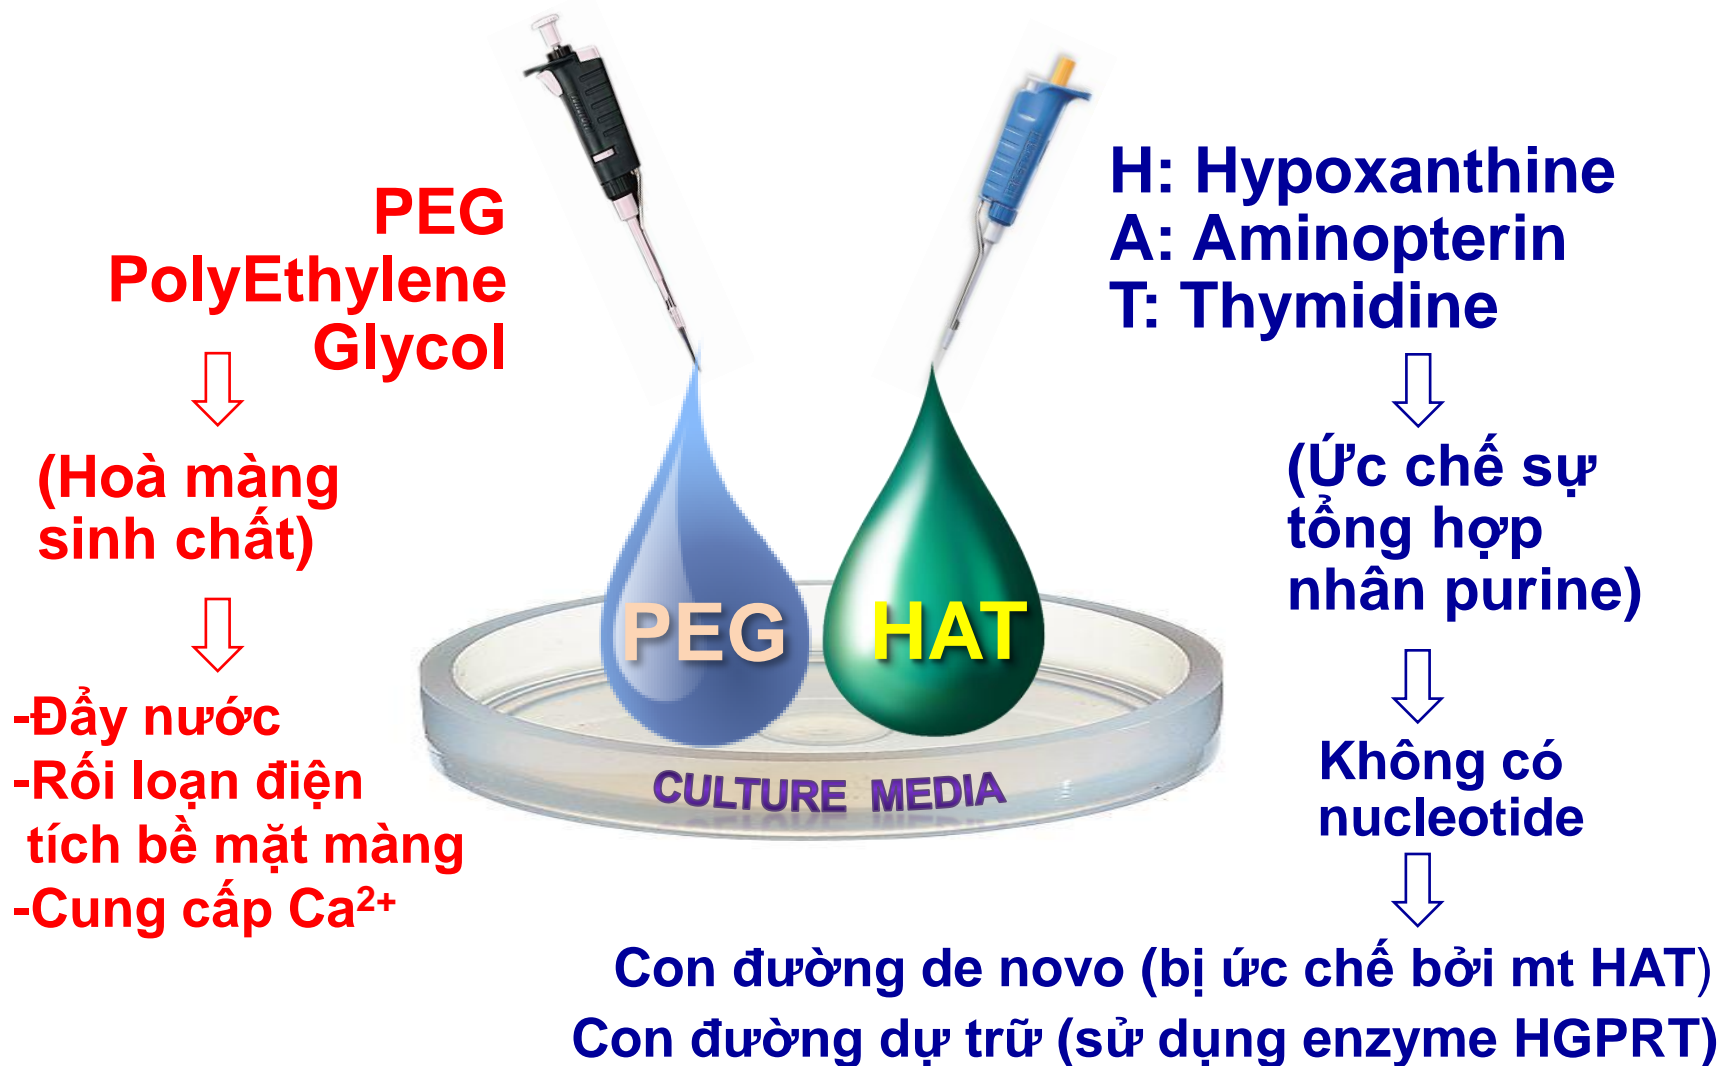 PEG
PolyEthylene
Glycol
(Hoà màng
sinh chất)
-Đẩy nước
-Rối loạn điện
tích bề mặt màng
-Cung cấp Ca²⁺
PEG
HAT
CULTURE MEDIA
H: Hypoxanthine
A: Aminopterin
T: Thymidine
(Ức chế sự
tổng hợp
nhân purine)
Không có
nucleotide
Con đường de novo (bị ức chế bởi mt HAT)
Con đường dự trữ (sử dụng enzyme HGPRT)